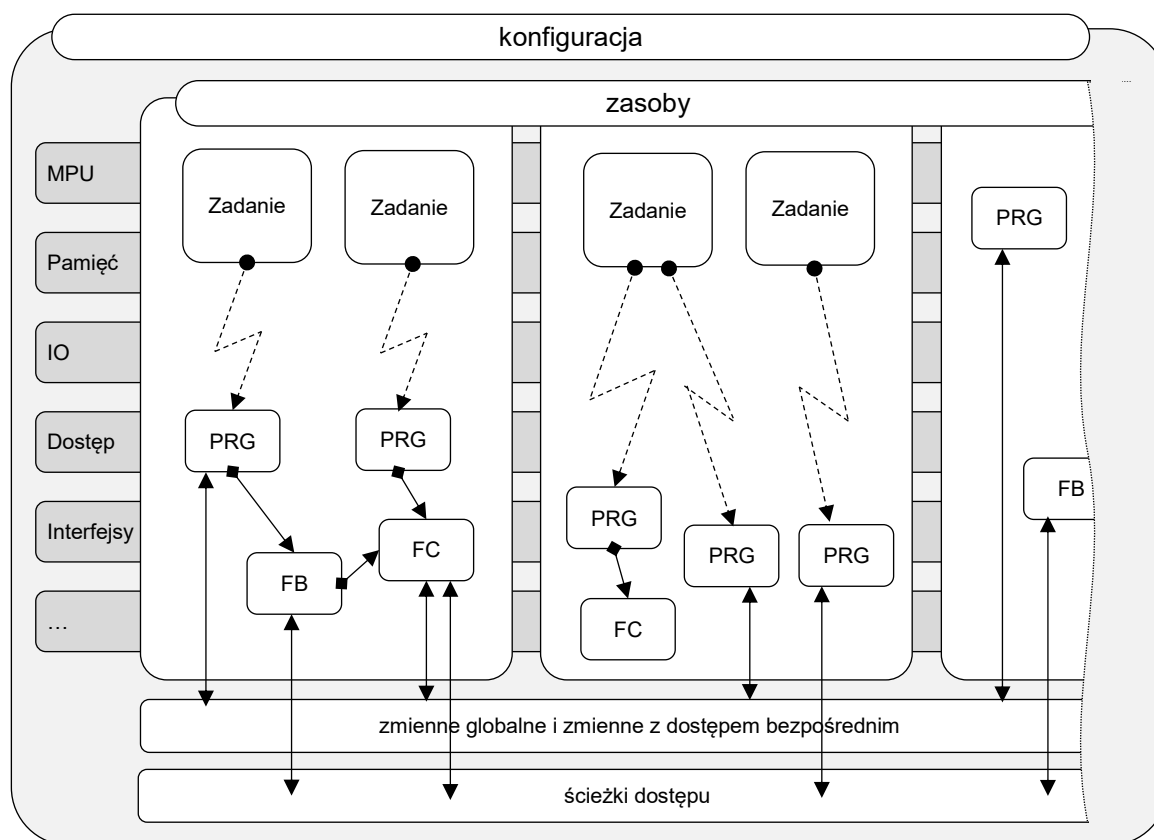 konfiguracja
....
zasoby
MPU
Zadanie
Zadanie
Zadanie
Zadanie
PRG
Pamięć
IO
Dostęp
PRG
PRG
FB
Interfejsy
FC
PRG
PRG
PRG
FB
…
FC
zmienne globalne i zmienne z dostępem bezpośrednim
ścieżki dostępu